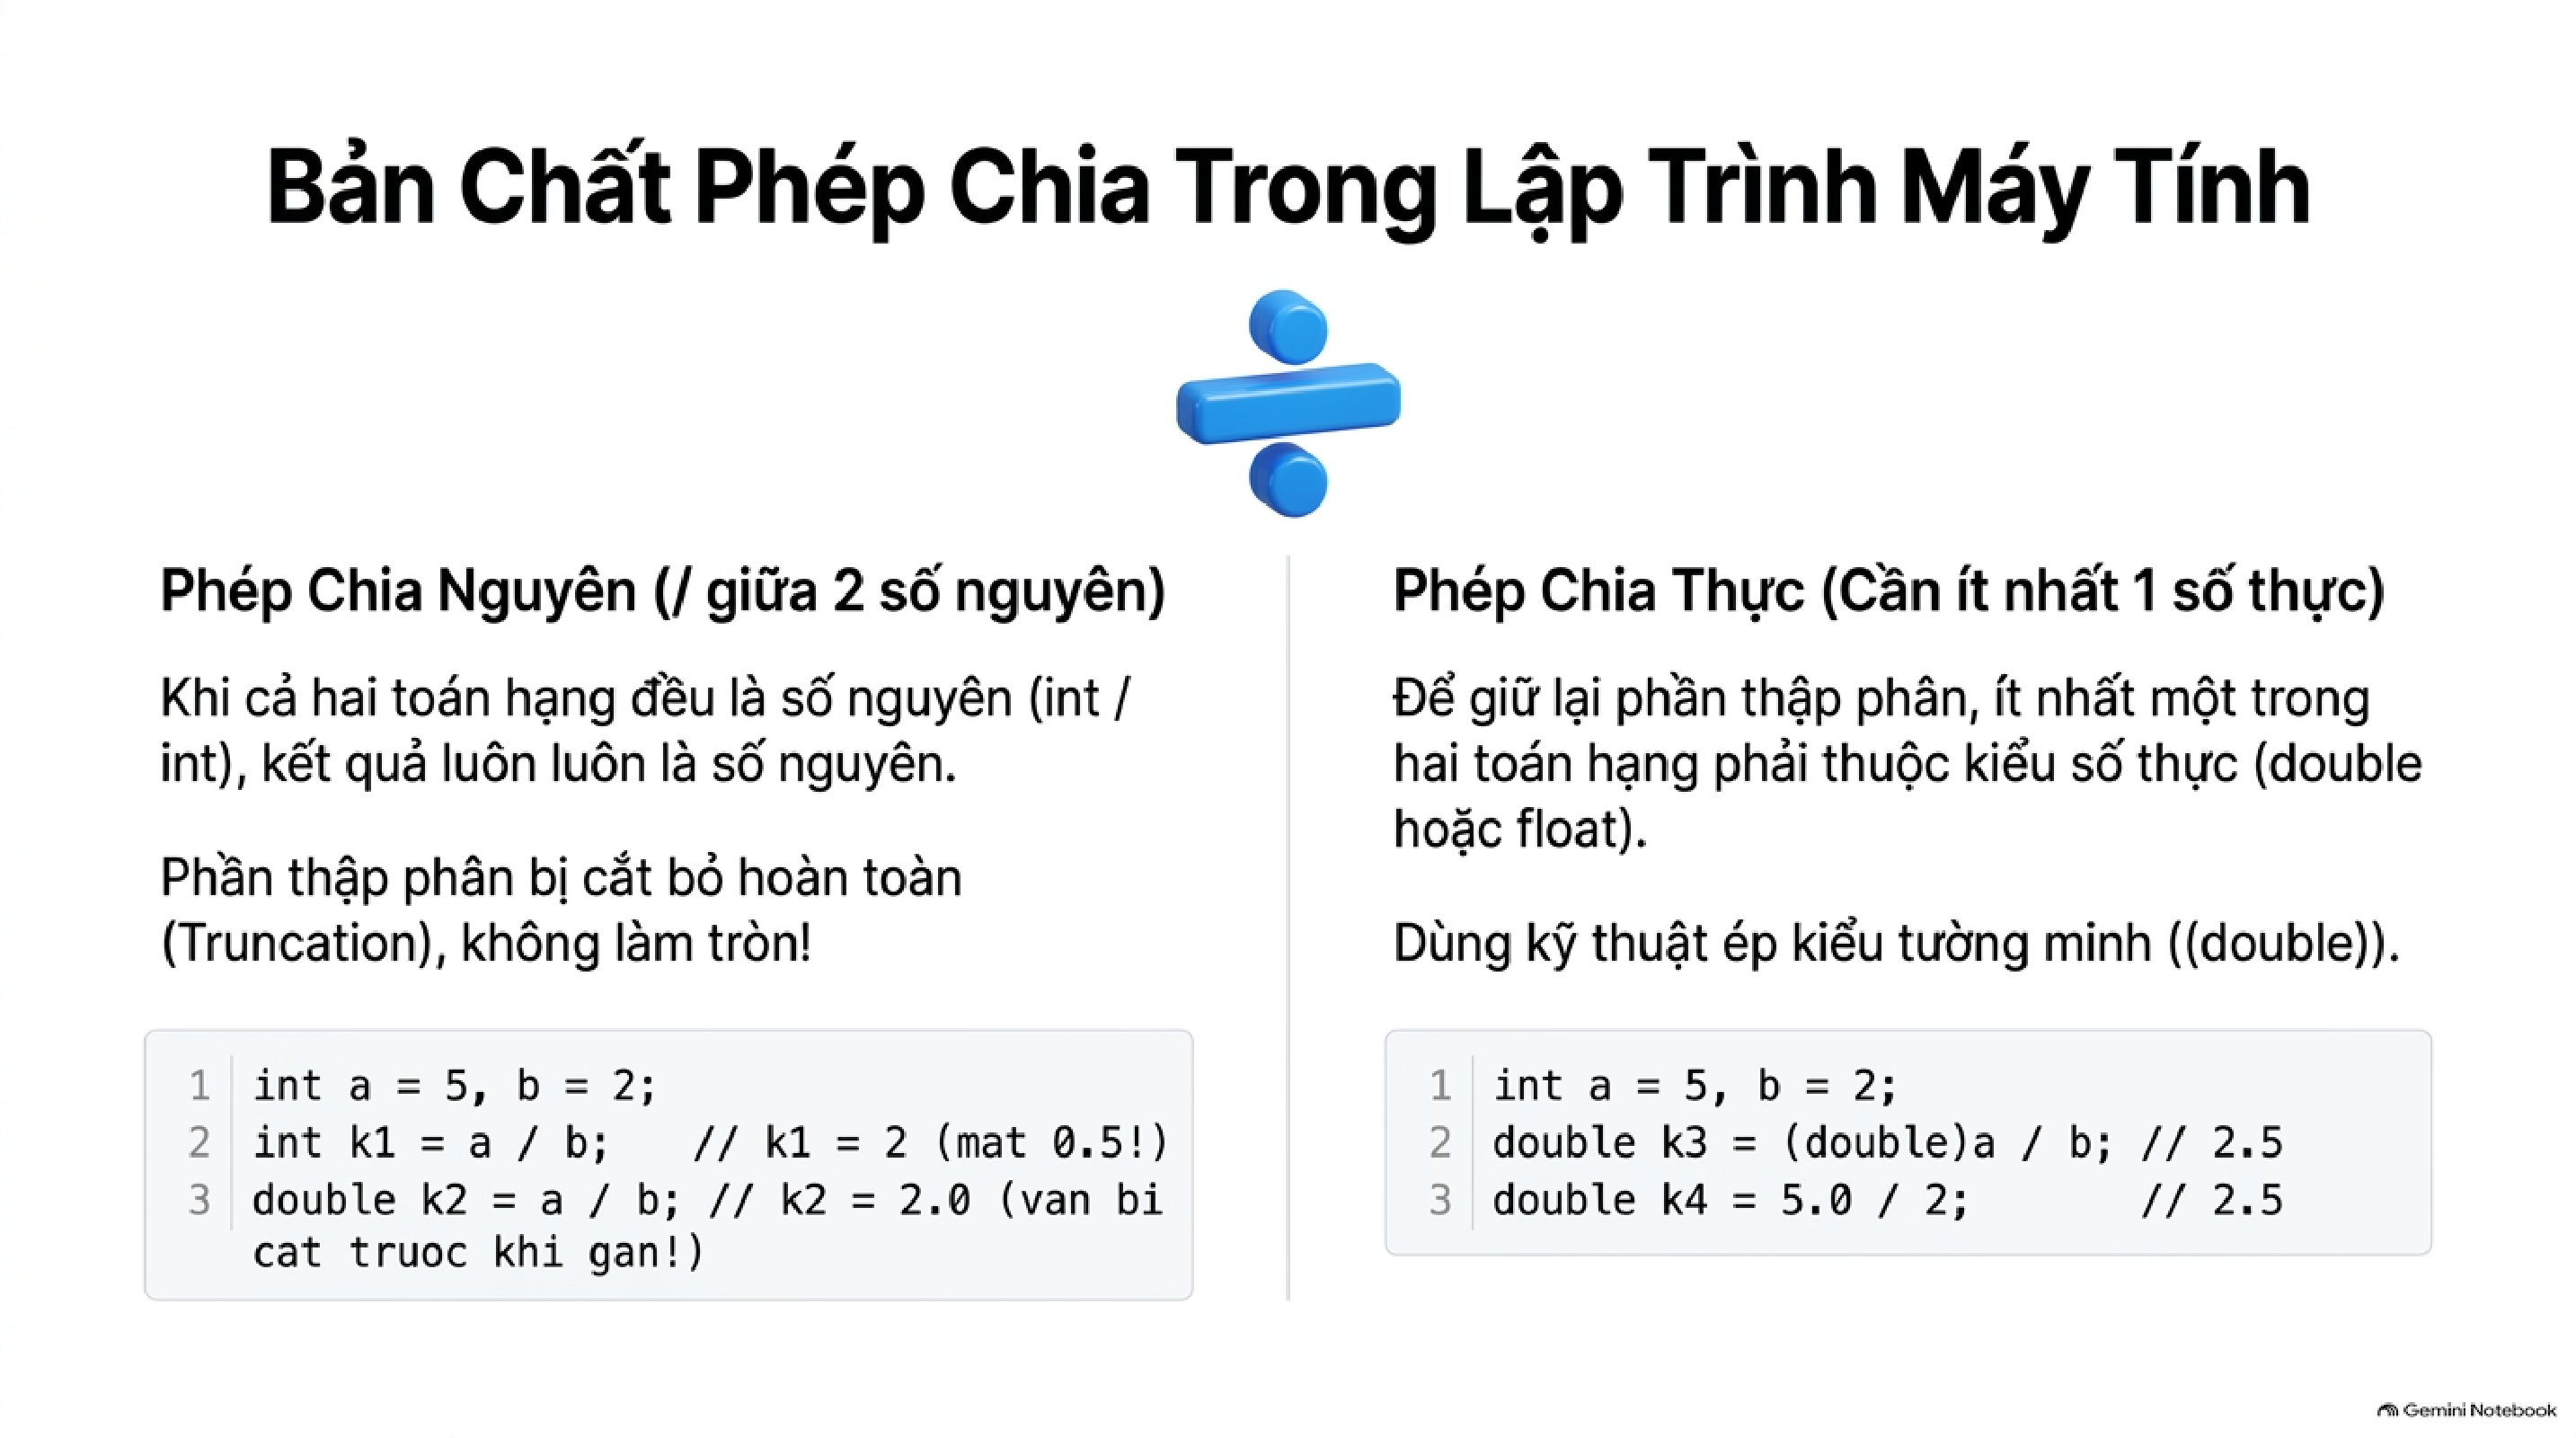 Bản Chất Phép Chia Trong Lập Trình Máy Tính
Phép Chia Nguyên (/ giữa 2 số nguyên)
Khi cả hai toán hạng đều là số nguyên (int /
int), kết quả luôn luôn là số nguyên.
Phần thập phân bị cắt bỏ hoàn toàn
(Truncation), không làm tròn!
1 int a = 5, b = 2;
2 int k1 = a / b;   // k1 = 2 (mat 0.5!)
3 double k2 = a / b; // k2 = 2.0 (van bi
cat truoc khi gan!)
Phép Chia Thực (Cần ít nhất 1 số thực)
Để giữ lại phần thập phân, ít nhất một trong
hai toán hạng phải thuộc kiểu số thực (double
hoặc float).
Dùng kỹ thuật ép kiểu tường minh ((double)).
1 int a = 5, b = 2;
2 double k3 = (double)a / b; // 2.5
3 double k4 = 5.0 / 2;       // 2.5
Gemini Notebook